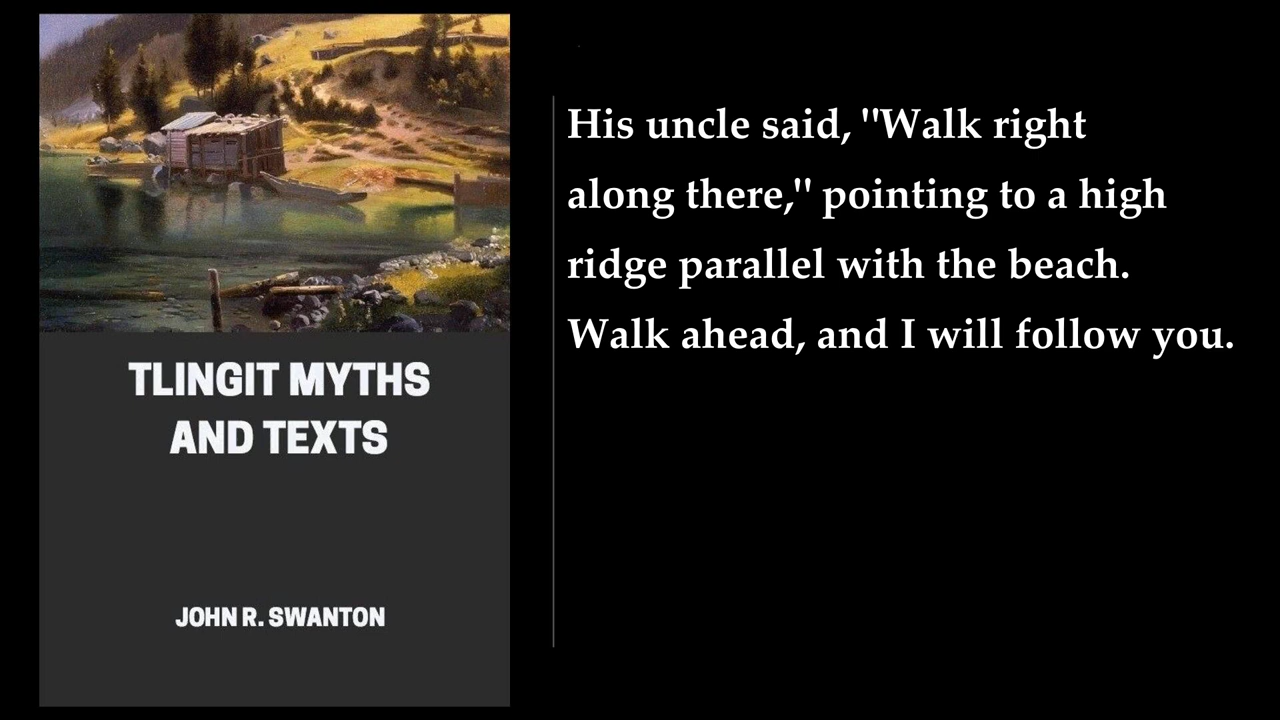 TLINGIT MYTHS
AND TEXTS
JOHN R. SWANTON
His uncle said, "Walk right
along there," pointing to a high
ridge parallel with the beach.
Walk ahead, and I will follow you.